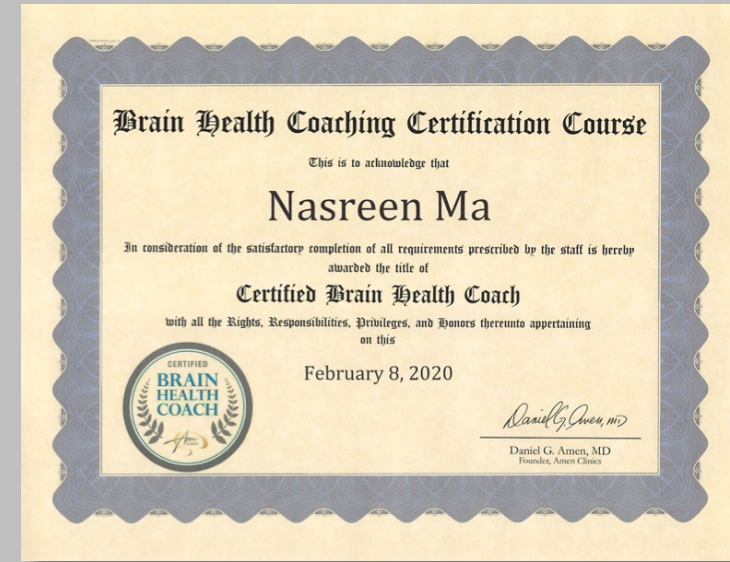 Brain Health Coaching Certification Course
This is to acknowledge that
Nasreen Ma
In consideration of the satisfactory completion of all requirements prescribed by the staff is hereby
awarded the title of
Certified Brain Health Coach
with all the Rights, Responsibilities, Privileges, and Honors thereunto appertaining
on this
February 8, 2020
CERTIFIED
BRAIN
HEALTH
COACH
Daniel G. Amen, MD
Daniel G. Amen, MD
Founder, Amen Clinics